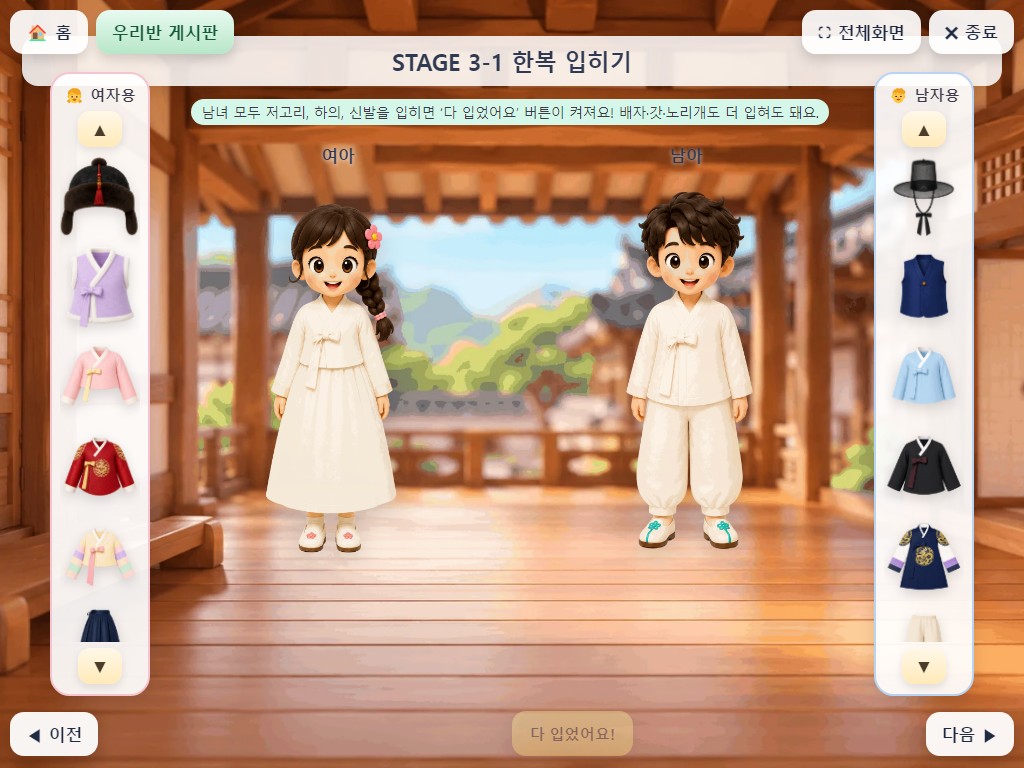 홈
우리반 게시판
전체화면
종료
STAGE 3-1 한복 입히기
여자용
남자용
남녀 모두 저고리, 하의, 신발을 입히면 '다 입었어요' 버튼이 켜져요! 배자·갓·노리개도 더 입혀도 돼요.
여아
남아
이전
다 입었어요!
다음